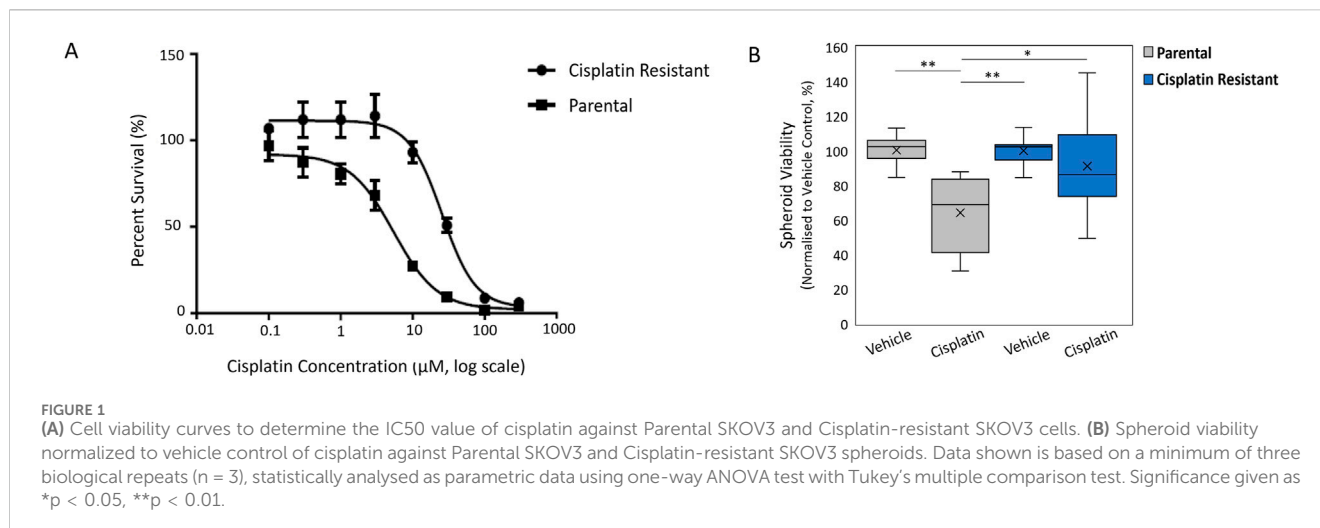 A
150
100
50
0
Percent Survival (%)
0.01
0.1
1
10
100
1000
Cisplatin Concentration (μM, log scale)
Cisplatin Resistant
Parental
B
160
140
120
100
80
60
40
20
0
Spheroid Viability
(Normalised to Vehicle Control, %)
**
**
*
Vehicle
Cisplatin
Vehicle
Cisplatin
Parental
Cisplatin Resistant
FIGURE 1
(A) Cell viability curves to determine the IC50 value of cisplatin against Parental SKOV3 and Cisplatin-resistant SKOV3 cells. (B) Spheroid viability
normalized to vehicle control of cisplatin against Parental SKOV3 and Cisplatin-resistant SKOV3 spheroids. Data shown is based on a minimum of three
biological repeats (n = 3), statistically analysed as parametric data using one-way ANOVA test with Tukey's multiple comparison test. Significance given as
*p < 0.05, **p < 0.01.